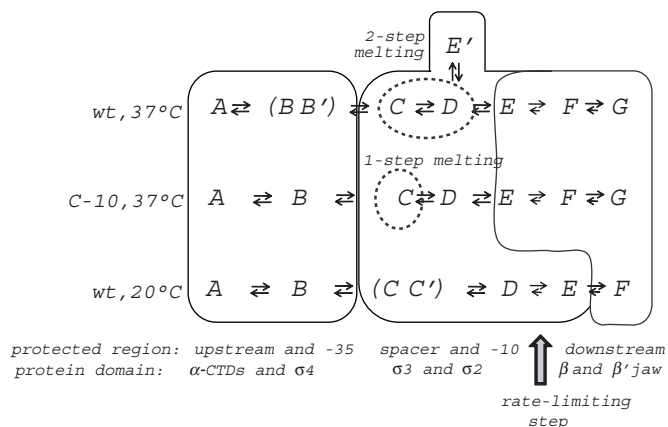 2-step
melting
E′
wt,37°C A ⇄ (B B′) ⇄ C ⇄ D ⇄ E ⇄ F ⇄ G
1-step melting
C-10,37°C A ⇄ B ⇄ C ⇄ D ⇄ E ⇄ F ⇄ G
wt,20°C A ⇄ B ⇄ (C C′) ⇄ D ⇄ E ⇄ F
protected region: upstream and -35 spacer and -10 downstream
protein domain: α-CTDs and σ4 σ3 and σ2 β and β′jaw
rate-limiting
step